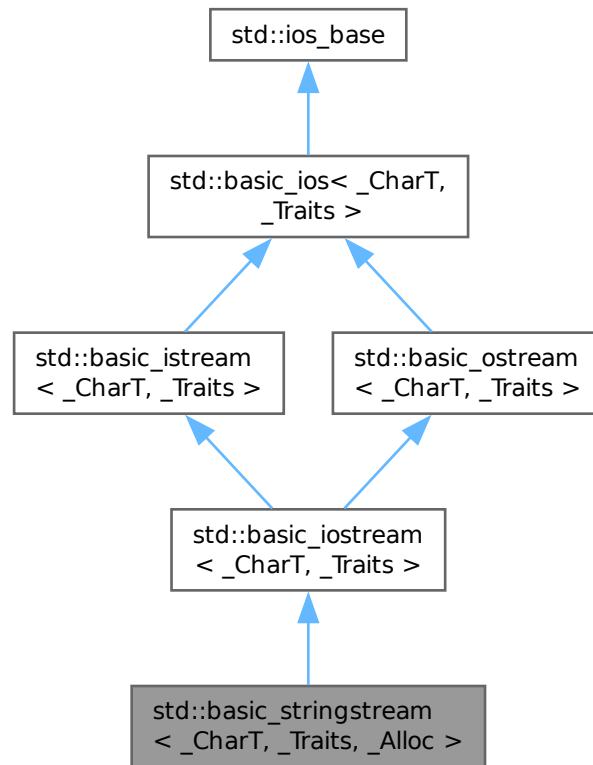 std::ios_base
std::basic_ios< _CharT,
_Traits >
std::basic_istream
< _CharT, _Traits >
std::basic_ostream
< _CharT, _Traits >
std::basic_iostream
< _CharT, _Traits >
std::basic_stringstream
< _CharT, _Traits, _Alloc >